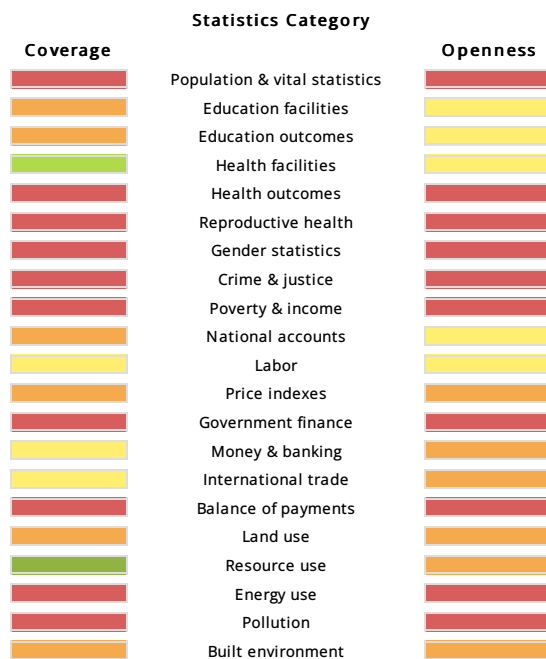 Statistics Category
Coverage Openness
Population & vital statistics
Education facilities
Education outcomes
Health facilities
Health outcomes
Reproductive health
Gender statistics
Crime & justice
Poverty & income
National accounts
Labor
Price indexes
Government finance
Money & banking
International trade
Balance of payments
Land use
Resource use
Energy use
Pollution
Built environment